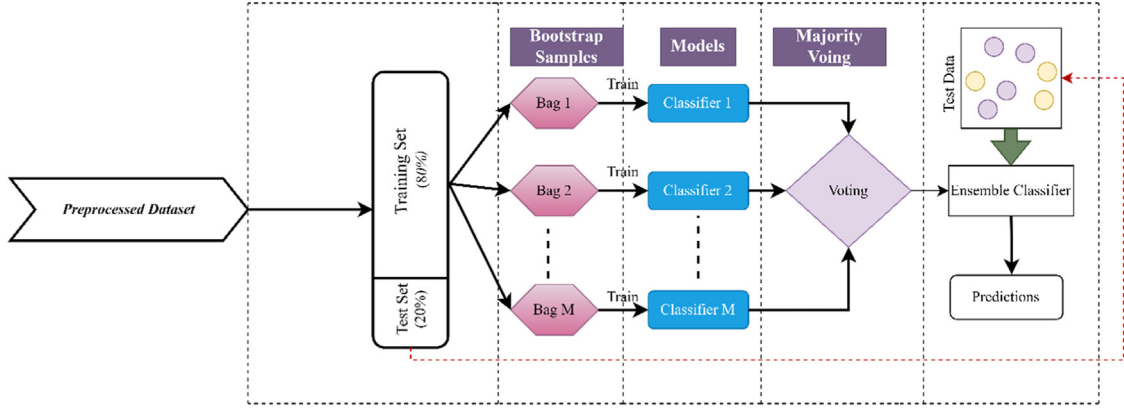 Preprocessed Dataset
Training Set
(80%)
Test Set
(20%)
Bootstrap
Samples
Bag 1
Bag 2
Bag M
Train
Train
Train
Models
Classifier 1
Classifier 2
Classifier M
Majority
Voing
Voting
Test Data
Ensemble Classifier
Predictions